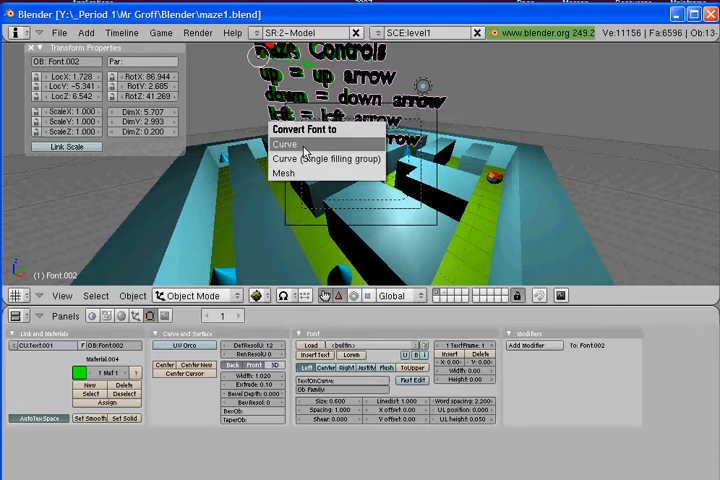 Blender [Y:\_Period 1\Mr Groff\Blender\maze1.blend]
File Add Timeline Game Render Help SR:2-Model SCE:level1 www.blender.org 249.2 Ve:11156 Fa:6596 Ob:13-
Transform Properties
OB: Font.002 Par:
LocX: 1.728 RotX: 86.944
LocY: -5.341 RotY: 2.685
LocZ: 6.542 RotZ: 41.269
ScaleX: 1.000 DimX: 5.707
ScaleY: 1.000 DimY: 2.993
ScaleZ: 1.000 DimZ: 0.200
Link Scale
Maze Controls
up = up arrow
down = down arrow
left = left arrow
arrow
Convert Font to
Curve
Curve (Single filling group)
Mesh
(1) Font.002
View Select Object Object Mode Global
Panels 1
Link and Materials
CU:Text.001 F OB:Font.002
Material.004
1 Mat 1 ?
New Delete
Select Deselect
Assign
AutoTexSpace Set Smooth Set Solid
Curve and Surface
UV Orco
Center Center New
Center Cursor
DefResolU: 12
RenResolU 0
Back Front 3D
Width: 1.020
Extrude: 0.10
Bevel Depth: 0.000
BevResol: 0
BevOb:
TaperOb:
Font
Load <builtin>
Insert Text Lorem U B i
Left Center Right Justify Flush ToUpper
TextOnCurve: Fast Edit
Ob Family:
Size: 0.600 Linedist: 1.000 Word spacing: 2.200
Spacing: 1.000 X offset: 0.00 UL position: 0.000
Shear: 0.000 Y offset: 0.00 UL height: 0.050
1 TextFrame: 1
Insert Delete
X: 0.00 Y: 0.00
Width: 0.00
Height: 0.00
Modifiers
Add Modifier To: Font.002